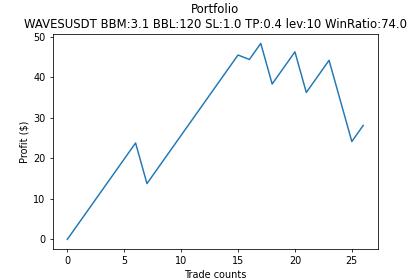 Portfolio
WAVESUSDT BBM:3.1 BBL:120 SL:1.0 TP:0.4 lev:10 WinRatio:74.0
50
40
30
20
10
0
Profit ($)
0 5 10 15 20 25
Trade counts